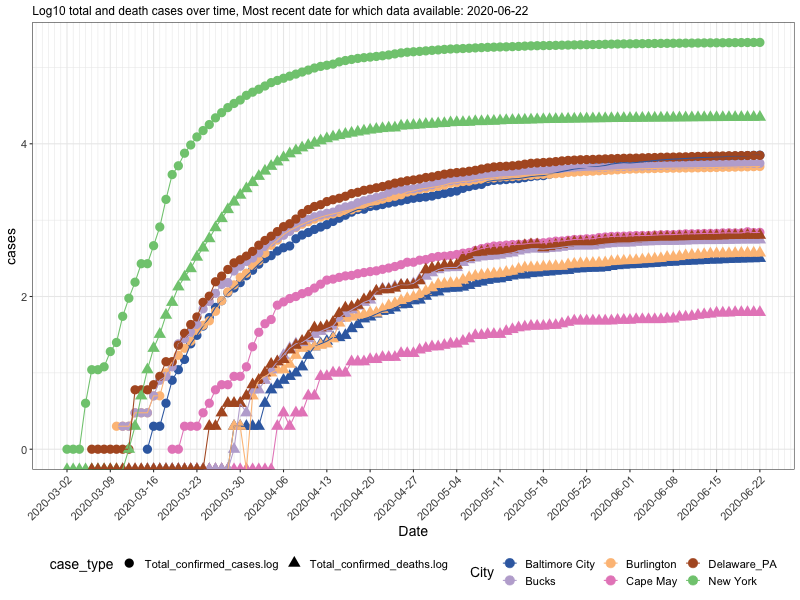 Log10 total and death cases over time, Most recent date for which data available: 2020-06-22
cases
4
2
0
2020-03-02
2020-03-09
2020-03-16
2020-03-23
2020-03-30
2020-04-06
2020-04-13
2020-04-20
2020-04-27
2020-05-04
2020-05-11
2020-05-18
2020-05-25
2020-06-01
2020-06-08
2020-06-15
2020-06-22
Date
case_type Total_confirmed_cases.log Total_confirmed_deaths.log
City
Baltimore City Burlington Delaware_PA
Bucks Cape May New York